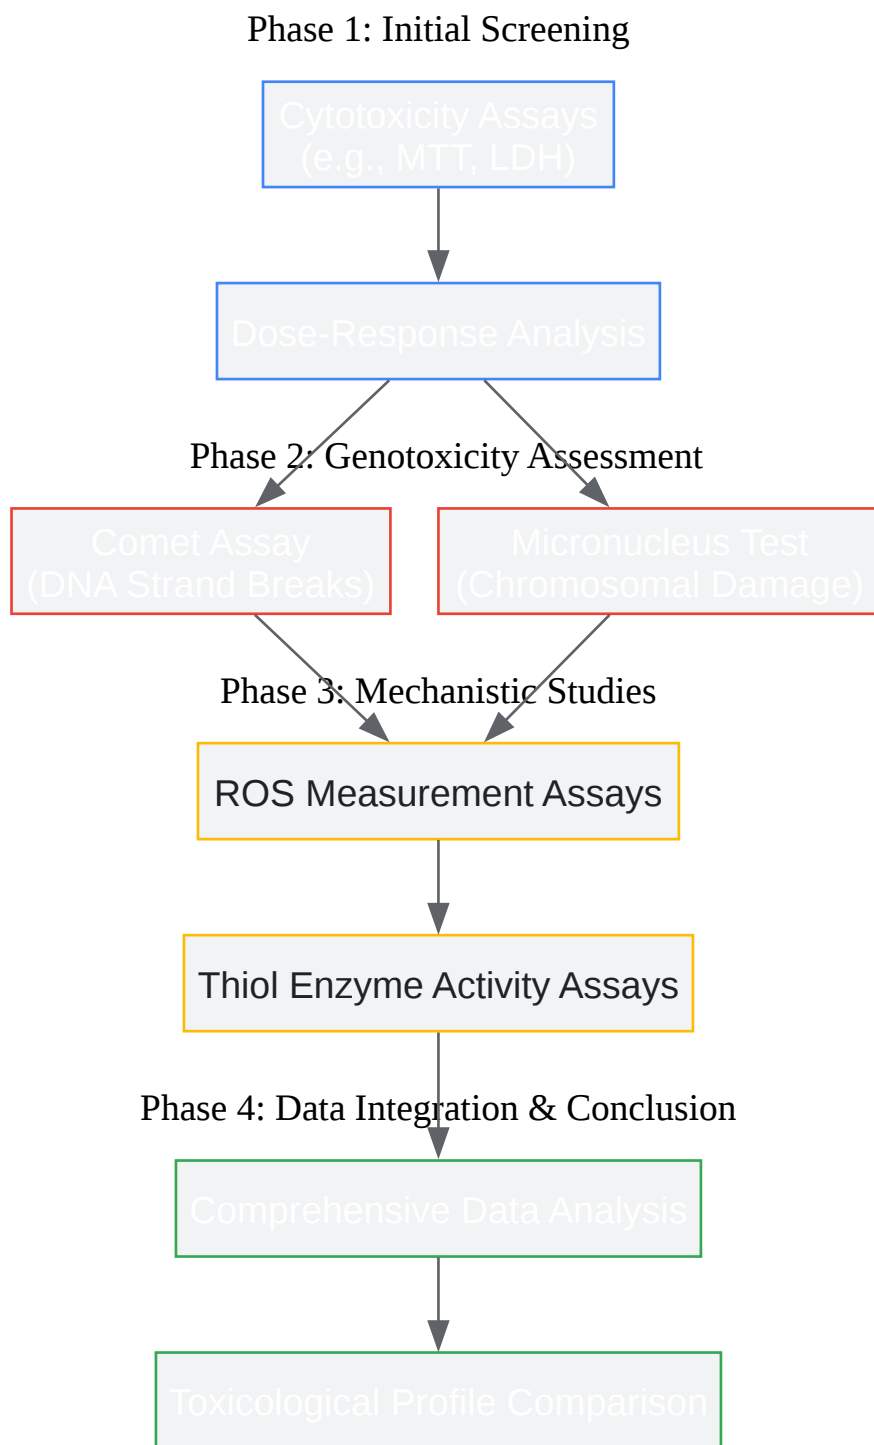 Phase 1: Initial Screening
Cytotoxicity Assays
(e.g., MTT, LDH)
Dose-Response Analysis
Phase 2: Genotoxicity Assessment
Comet Assay
(DNA Strand Breaks)
Micronucleus Test
(Chromosomal Damage)
Phase 3: Mechanistic Studies
ROS Measurement Assays
Thiol Enzyme Activity Assays
Phase 4: Data Integration & Conclusion
Comprehensive Data Analysis
Toxicological Profile Comparison